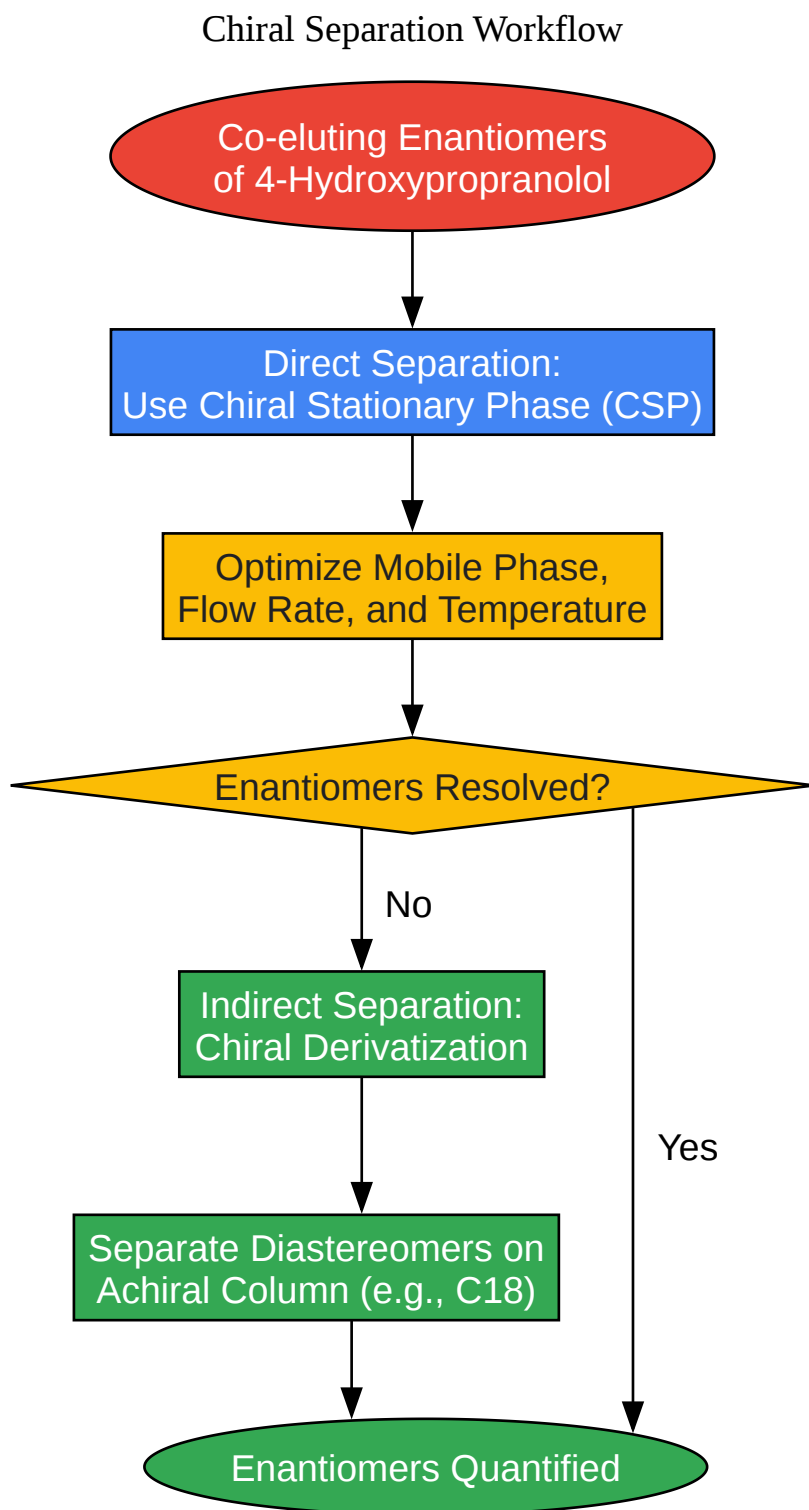 Chiral Separation Workflow
Co-eluting Enantiomers
of 4-Hydroxypropranolol
Direct Separation:
Use Chiral Stationary Phase (CSP)
Optimize Mobile Phase,
Flow Rate, and Temperature
Enantiomers Resolved?
No
Indirect Separation:
Chiral Derivatization
Yes
Separate Diastereomers on
Achiral Column (e.g., C18)
Enantiomers Quantified